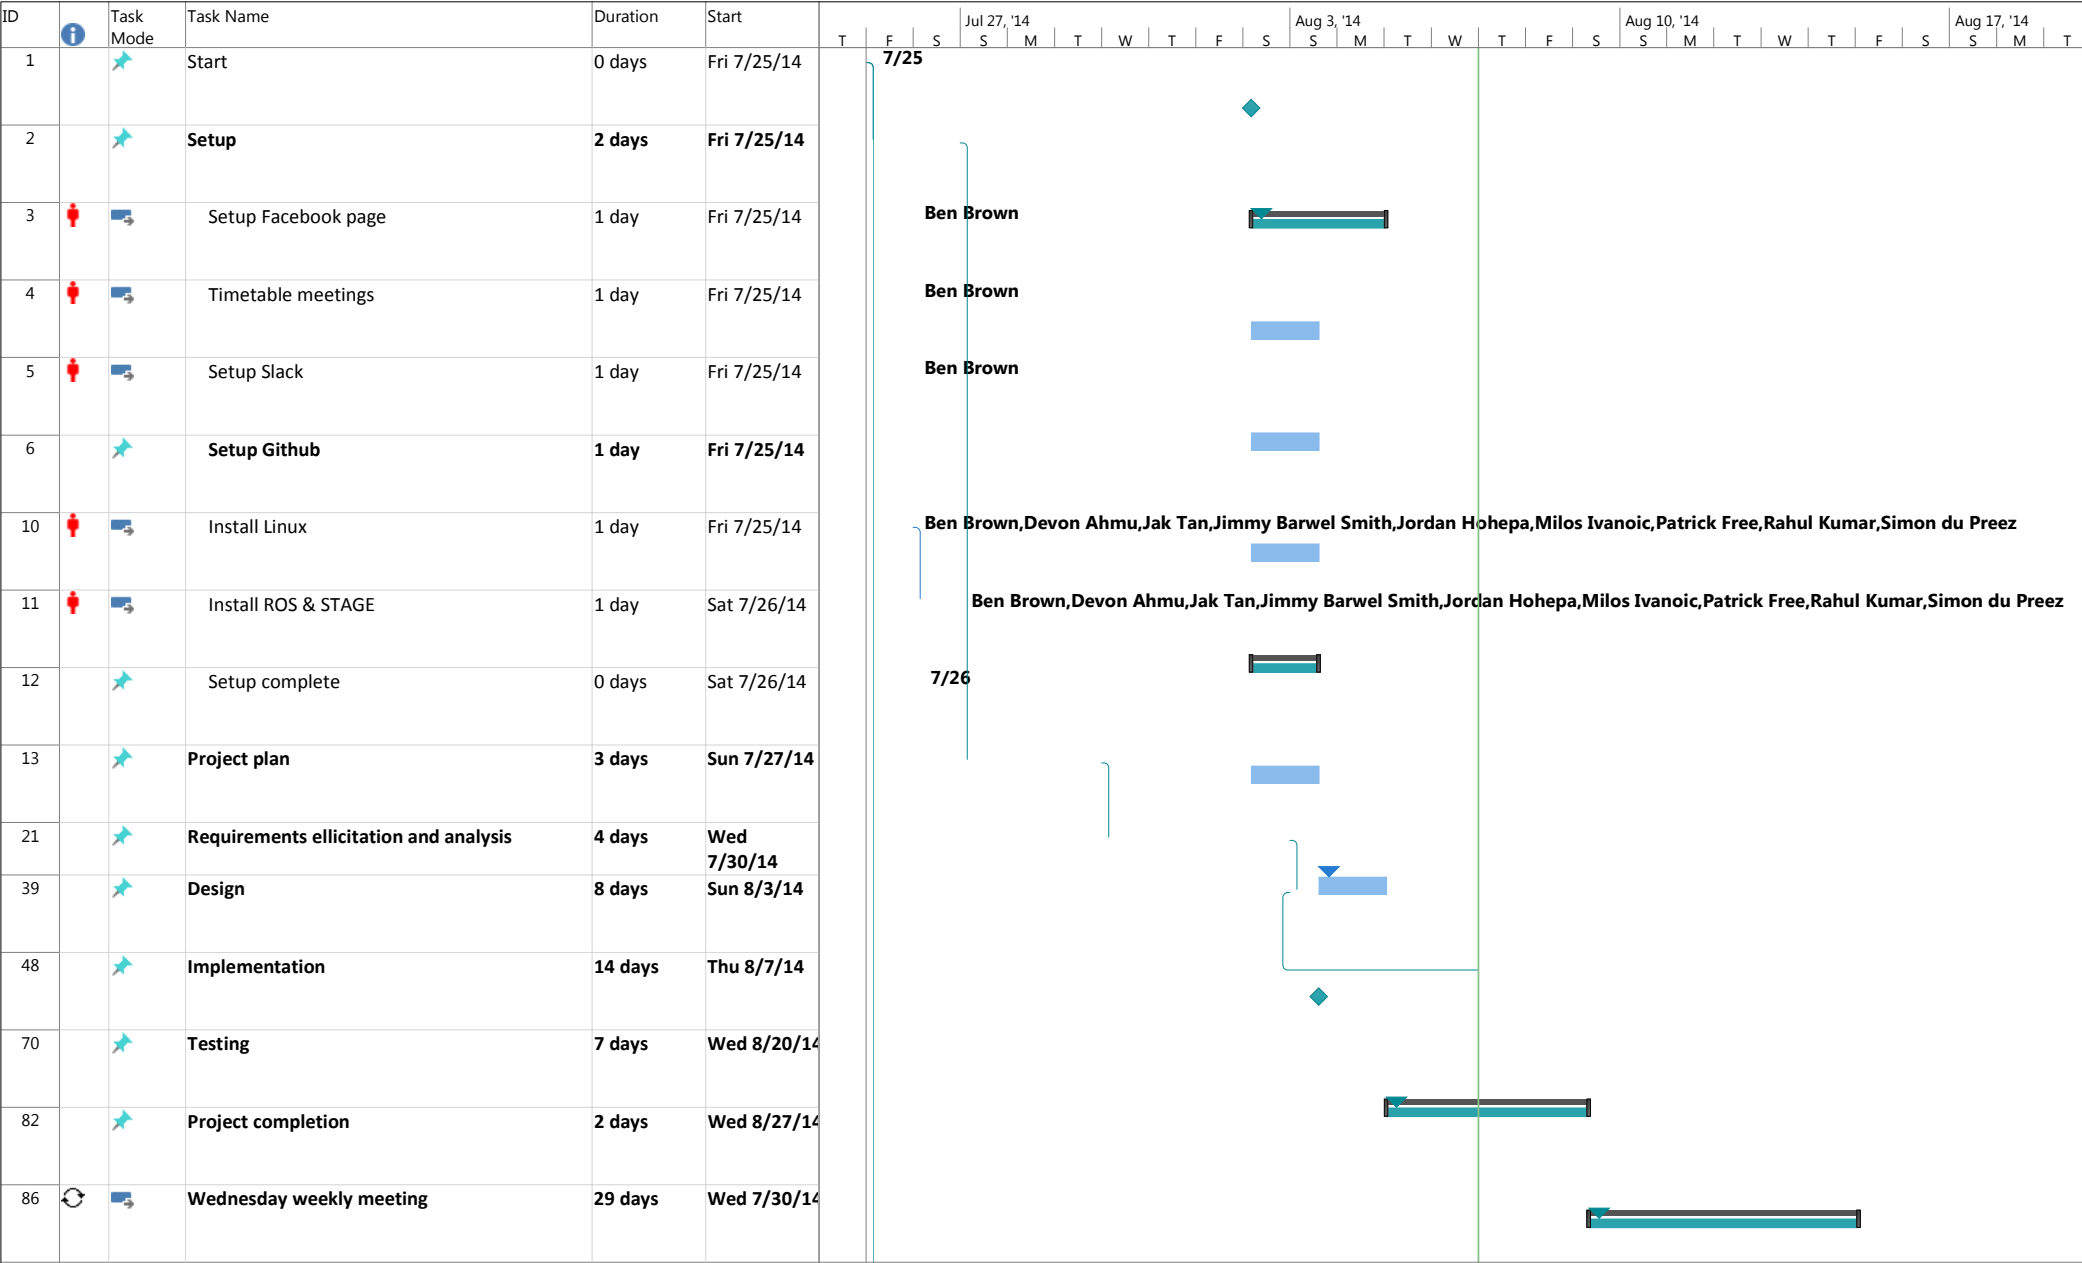 ID Task Mode Task Name Duration Start
Jul 27, '14 Aug 3, '14 Aug 10, '14 Aug 17, '14
T F S S M T W T F S S M T W T F S S M T W T F S S M T
1 Start 0 days Fri 7/25/14 7/25
2 Setup 2 days Fri 7/25/14
3 Setup Facebook page 1 day Fri 7/25/14 Ben Brown
4 Timetable meetings 1 day Fri 7/25/14 Ben Brown
5 Setup Slack 1 day Fri 7/25/14 Ben Brown
6 Setup Github 1 day Fri 7/25/14
10 Install Linux 1 day Fri 7/25/14 Ben Brown,Devon Ahmu,Jak Tan,Jimmy Barwel Smith,Jordan Hohepa,Milos Ivanoic,Patrick Free,Rahul Kumar,Simon du Preez
11 Install ROS & STAGE 1 day Sat 7/26/14 Ben Brown,Devon Ahmu,Jak Tan,Jimmy Barwel Smith,Jordan Hohepa,Milos Ivanoic,Patrick Free,Rahul Kumar,Simon du Preez
12 Setup complete 0 days Sat 7/26/14 7/26
13 Project plan 3 days Sun 7/27/14
21 Requirements ellicitation and analysis 4 days Wed 7/30/14
39 Design 8 days Sun 8/3/14
48 Implementation 14 days Thu 8/7/14
70 Testing 7 days Wed 8/20/14
82 Project completion 2 days Wed 8/27/14
86 Wednesday weekly meeting 29 days Wed 7/30/14